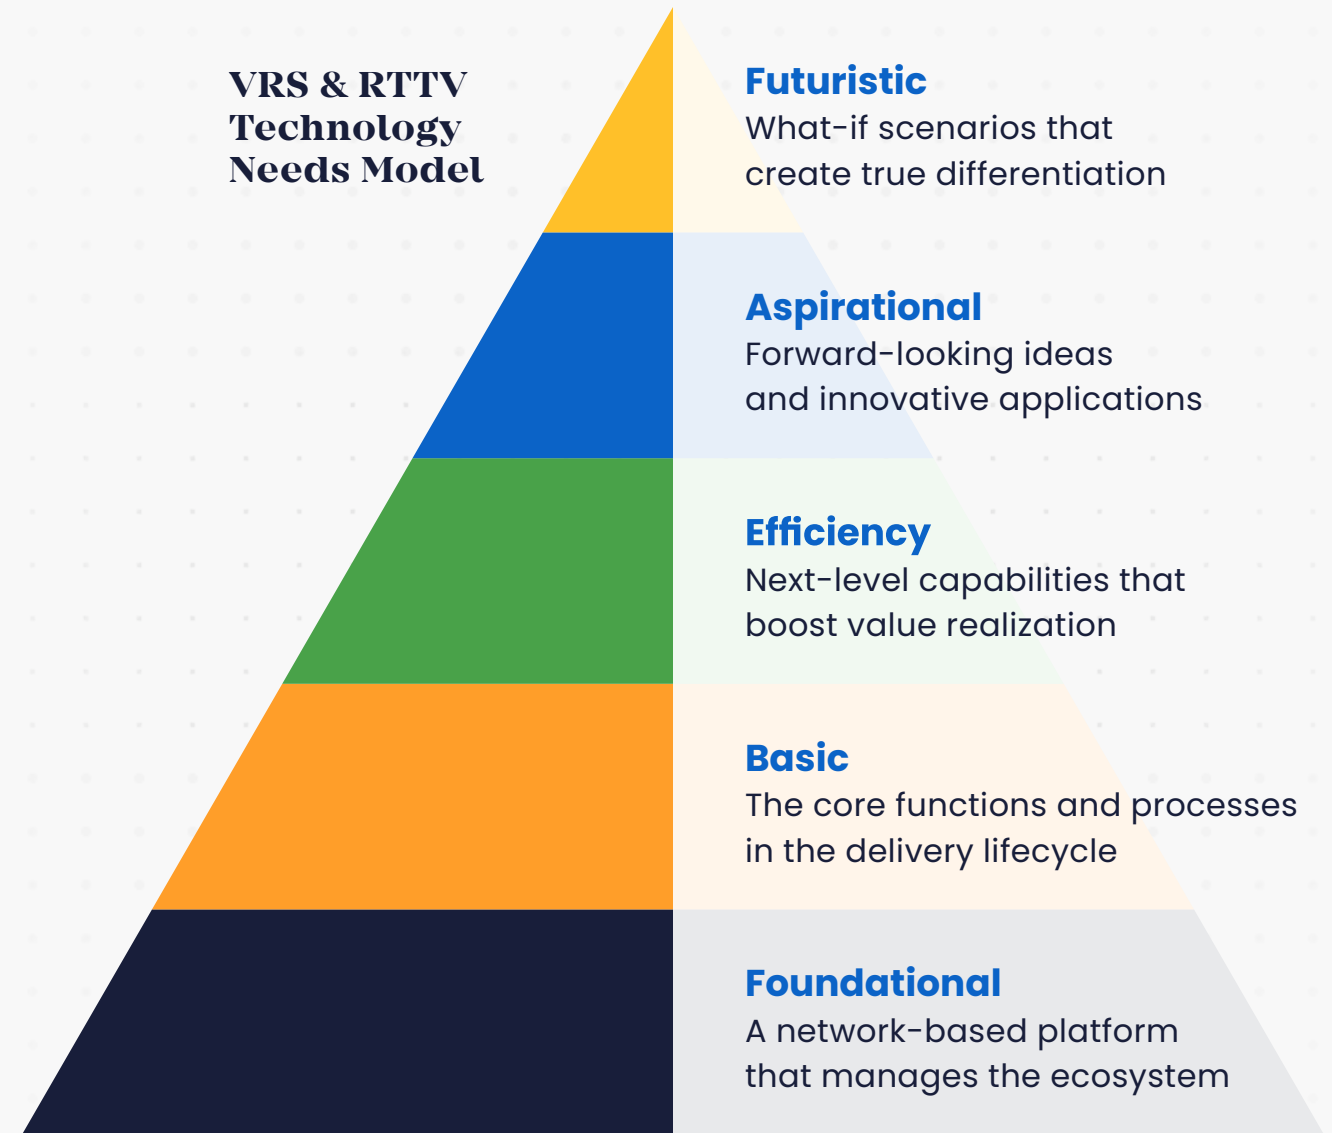 VRS & RTTV
Technology
Needs Model
Futuristic
What-if scenarios that
create true differentiation
Aspirational
Forward-looking ideas
and innovative applications
Efficiency
Next-level capabilities that
boost value realization
Basic
The core functions and processes
in the delivery lifecycle
Foundational
A network-based platform
that manages the ecosystem